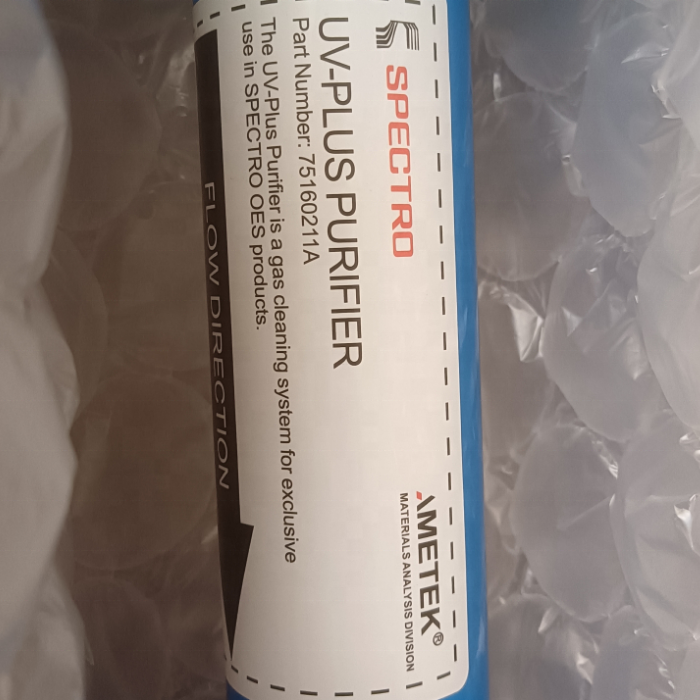 SPECTRO
AMETEK®
MATERIALS ANALYSIS DIVISION
UV-PLUS PURIFIER
Part Number: 75160211A
The UV-Plus Purifier is a gas cleaning system for exclusive
use in SPECTRO OES products.
FLOW DIRECTION